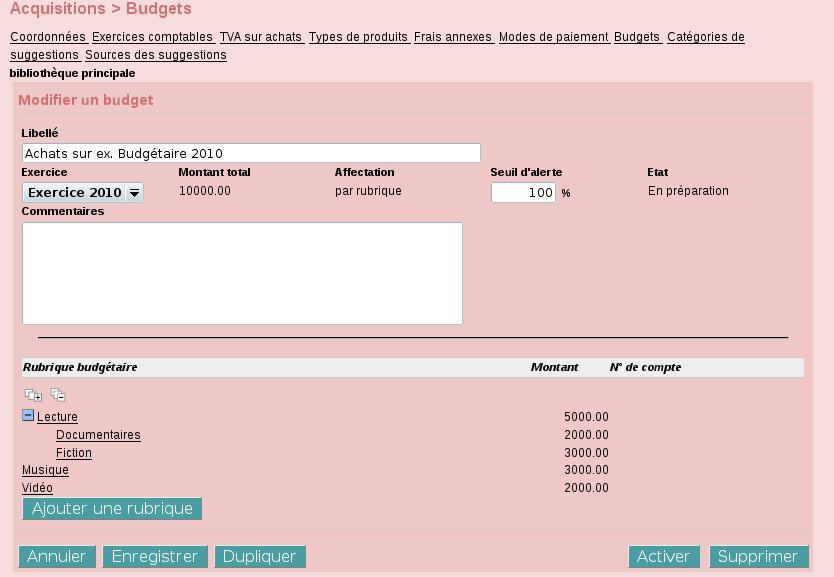 Acquisitions > Budgets
Coordonnées Exercices comptables TVA sur achats Types de produits Frais annexes Modes de paiement Budgets Catégories de
suggestions Sources des suggestions
bibliothèque principale
Modifier un budget
Libellé
Achats sur ex. Budgétaire 2010
Exercice Montant total Affectation Seuil d'alerte Etat
Exercice 2010 10000.00 par rubrique 100 % En préparation
Commentaires
Rubrique budgétaire Montant N° de compte
Lecture 5000.00
Documentaires 2000.00
Fiction 3000.00
Musique 3000.00
Vidéo 2000.00
Ajouter une rubrique
Annuler Enregistrer Dupliquer Activer Supprimer